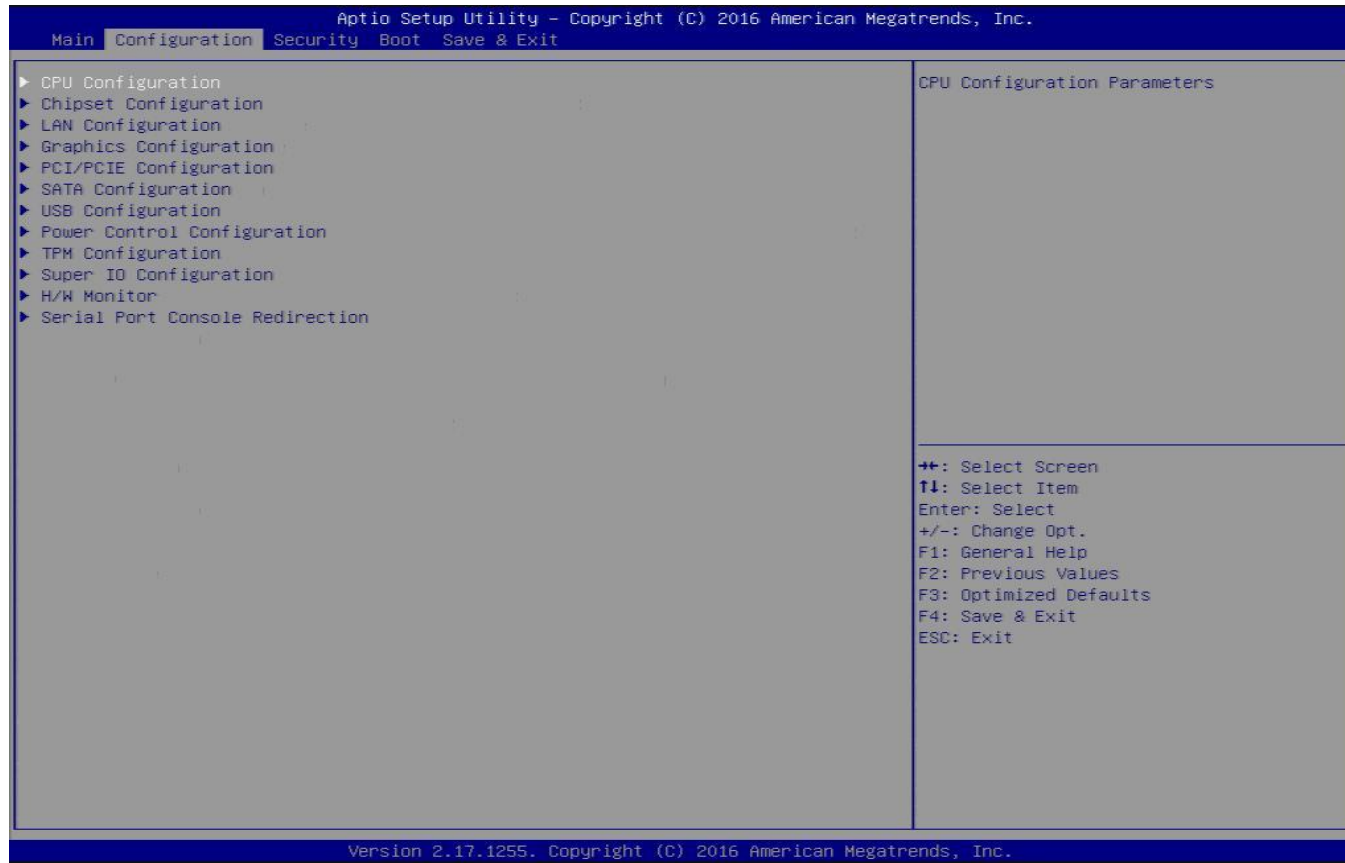 Aptio Setup Utility – Copyright (C) 2016 American Megatrends, Inc.
Main Configuration Security Boot Save & Exit
▶ CPU Configuration
▶ Chipset Configuration
▶ LAN Configuration
▶ Graphics Configuration
▶ PCI/PCIE Configuration
▶ SATA Configuration
▶ USB Configuration
▶ Power Control Configuration
▶ TPM Configuration
▶ Super IO Configuration
▶ H/W Monitor
▶ Serial Port Console Redirection
CPU Configuration Parameters
→←: Select Screen
↑↓: Select Item
Enter: Select
+/-: Change Opt.
F1: General Help
F2: Previous Values
F3: Optimized Defaults
F4: Save & Exit
ESC: Exit
Version 2.17.1255. Copyright (C) 2016 American Megatrends, Inc.